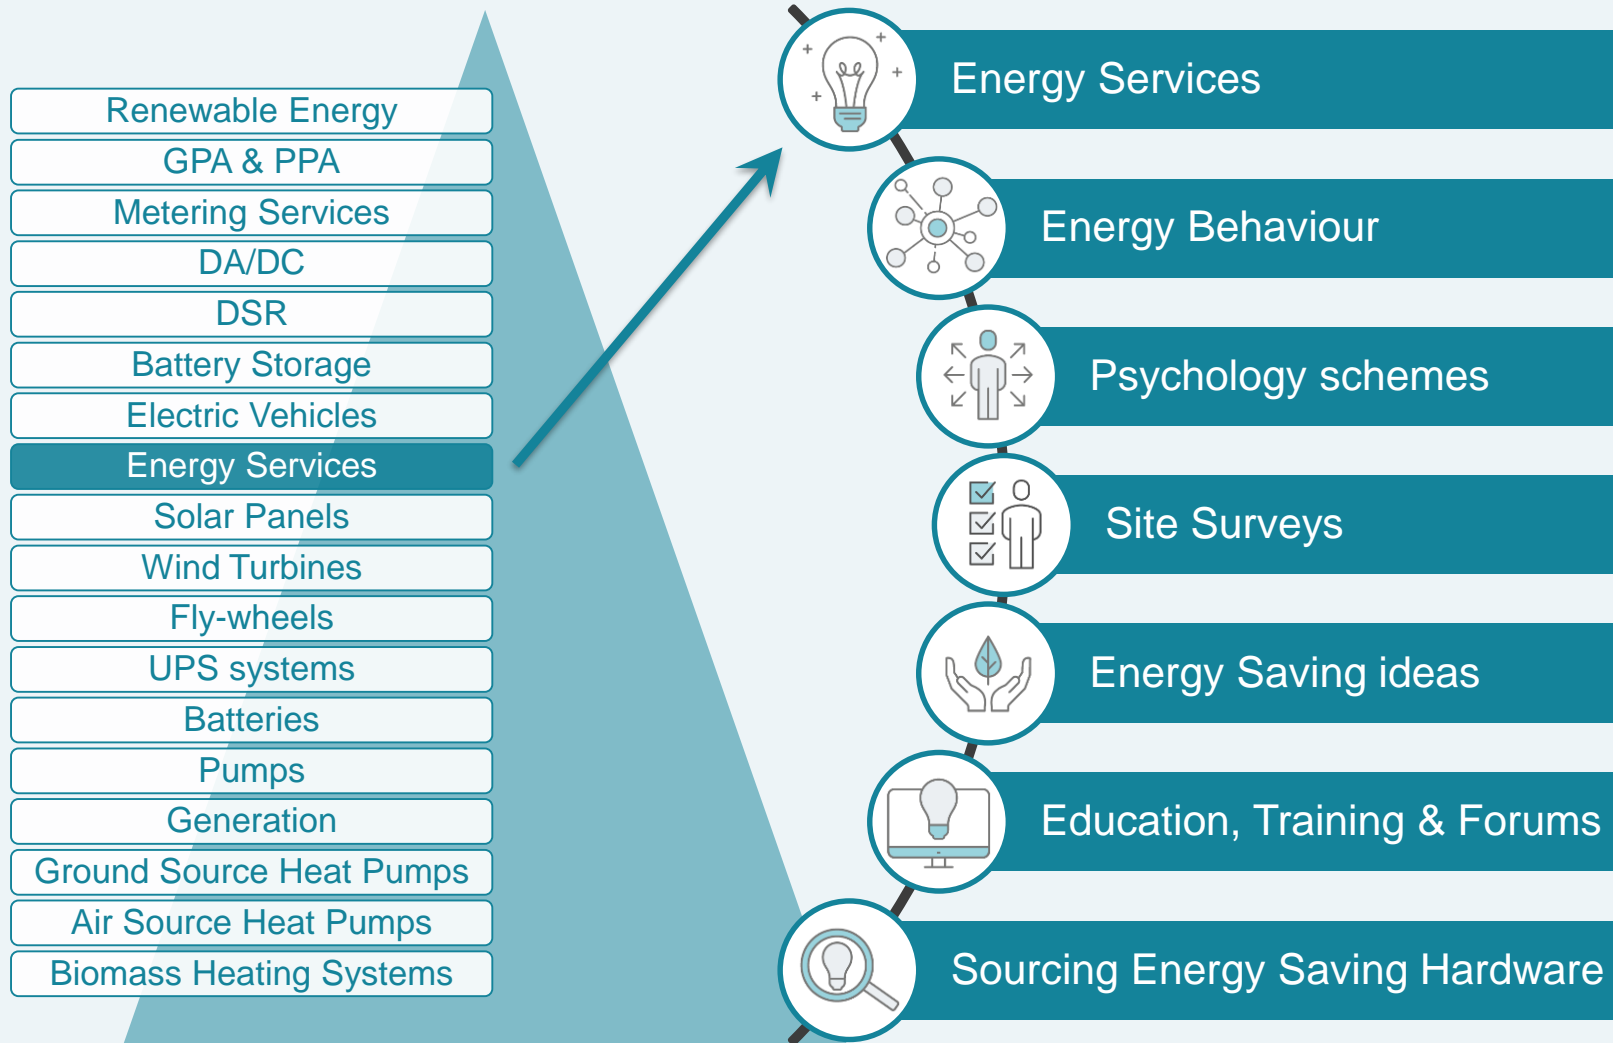 Renewable Energy
GPA & PPA
Metering Services
DA/DC
DSR
Battery Storage
Electric Vehicles
Energy Services
Solar Panels
Wind Turbines
Fly-wheels
UPS systems
Batteries
Pumps
Generation
Ground Source Heat Pumps
Air Source Heat Pumps
Biomass Heating Systems
Energy Services
Energy Behaviour
Psychology schemes
Site Surveys
Energy Saving ideas
Education, Training & Forums
Sourcing Energy Saving Hardware